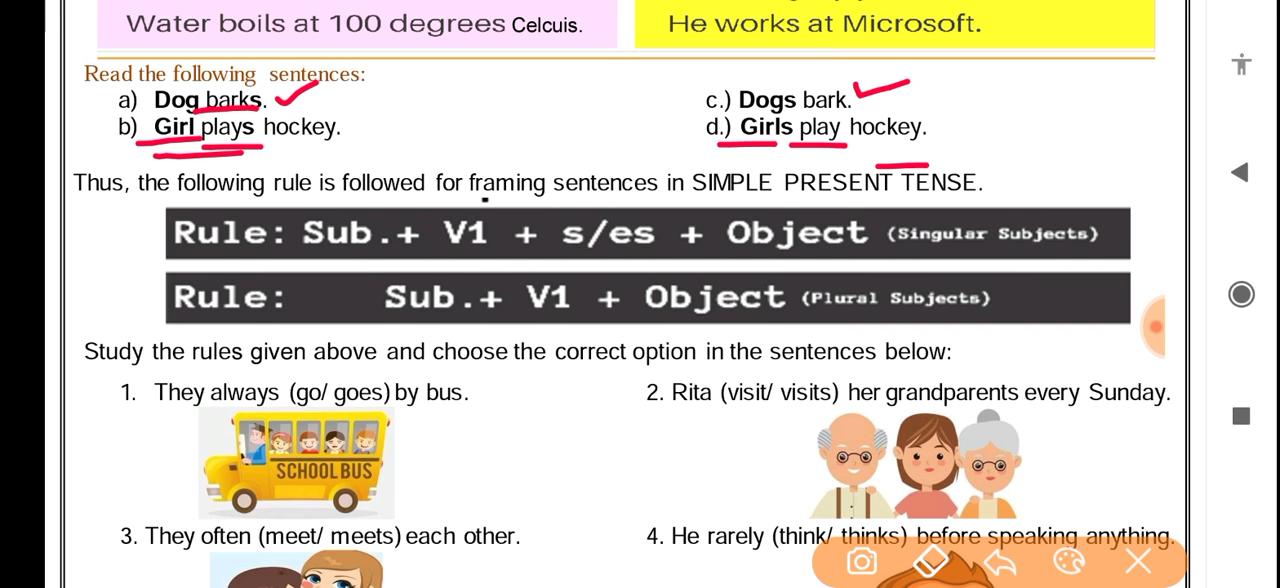 Water boils at 100 degrees Celcuis.
He works at Microsoft.
Read the following sentences:
a) Dog barks.
c.) Dogs bark.
b) Girl plays hockey.
d.) Girls play hockey.
Thus, the following rule is followed for framing sentences in SIMPLE PRESENT TENSE.
Rule: Sub.+ V1 + s/es + Object (Singular Subjects)
Rule: Sub.+ V1 + Object (Plural Subjects)
Study the rules given above and choose the correct option in the sentences below:
1. They always (go/ goes) by bus.
2. Rita (visit/ visits) her grandparents every Sunday.
SCHOOL BUS
3. They often (meet/ meets) each other.
4. He rarely (think/ thinks) before speaking anything.